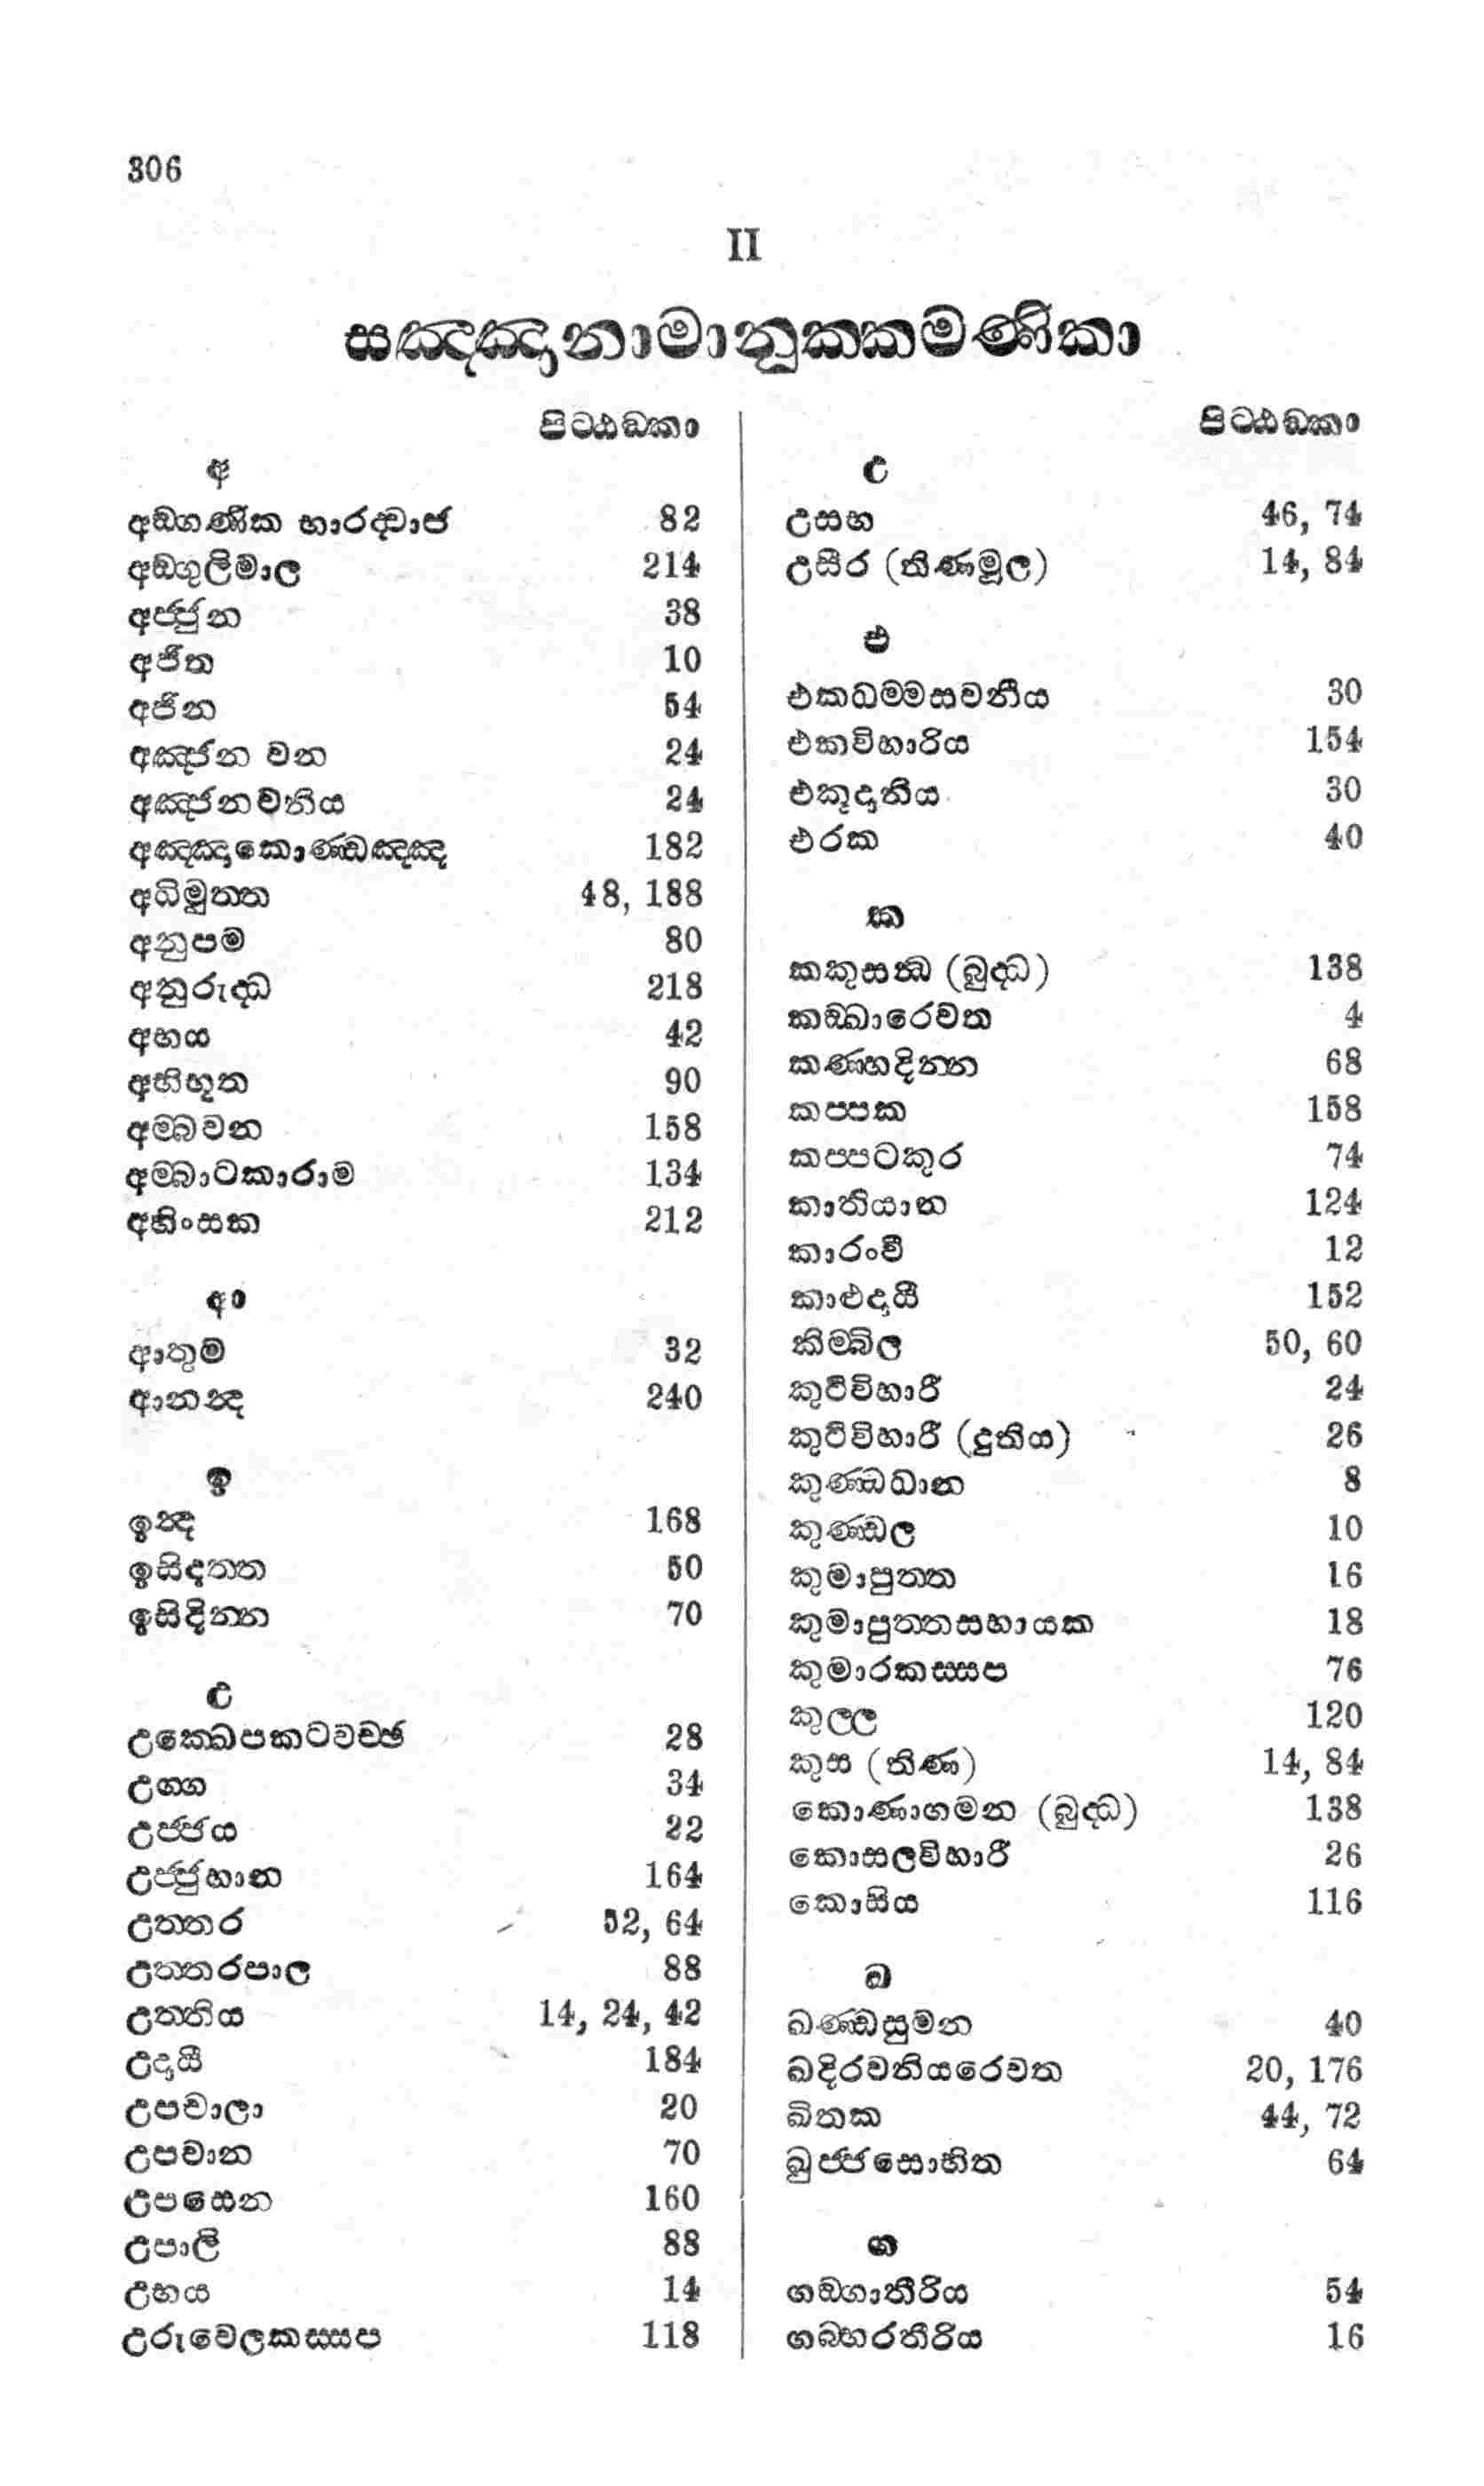 306
II
සඤ්ඤානාමානුක්කමණිකා
පිට්ඨඞ්කා
අ
අඞ්ගණික භාරද්වාජ 82
අඞ්ගුලිමාල 214
අජ්ජුන 38
අජිත 10
අජින 54
අඤ්ජන වන 24
අඤ්ජනවනිය 24
අඤ්ඤාකොණ්ඩඤ්ඤ 182
අධිමුත්ත 48, 188
අනුපම 80
අනුරුද්ධ 218
අභය 42
අභිභූත 90
අම්බවන 158
අම්බාටකාරාම 134
අහිංසක 212
ආ
ආතුම 32
ආනන්ද 240
ඉ
ඉන්ද 168
ඉසිදත්ත 50
ඉසිදින්න 70
උ
උක්ඛෙපකටවච්ඡ 28
උග්ග 34
උජ්ජය 22
උජ්ජුහාන 164
උත්තර 52, 64
උත්තරපාල 88
උත්තිය 14, 24, 42
උදායී 184
උපචාලා 20
උපවාන 70
උපසෙන 160
උපාලි 88
උභය 14
උරුවෙලකස්සප 118
පිට්ඨඞ්කා
උ
උසභ 46, 74
උසීර (තිණමූල) 14, 84
එ
එකධම්මසවනීය 30
එකවිහාරිය 154
එකූදානිය 30
එරක 40
ක
කකුසන්ධ (බුද්ධ) 138
කඞ්ඛාරෙවත 4
කණ්හදින්න 68
කප්පක 158
කප්පටකුර 74
කාතියාන 124
කාරංවී 12
කාළුදායී 152
කිම්බිල 50, 60
කුටිවිහාරී 24
කුටිවිහාරී (දුතිය) 26
කුණ්ඩධාන 8
කුණ්ඩල 10
කුමාපුත්ත 16
කුමාපුත්තසහායක 18
කුමාරකස්සප 76
කුල්ල 120
කුස (තිණ) 14, 84
කොණාගමන (බුද්ධ) 138
කොසලවිහාරී 26
කොසිය 116
ඛ
ඛණ්ඩසුමන 40
ඛදිරවනියරෙවත 20, 176
ඛිතක 44, 72
ඛුජ්ජසොභිත 64
ග
ගඞ්ගාතීරිය 54
ගබ්භරතීරිය 16